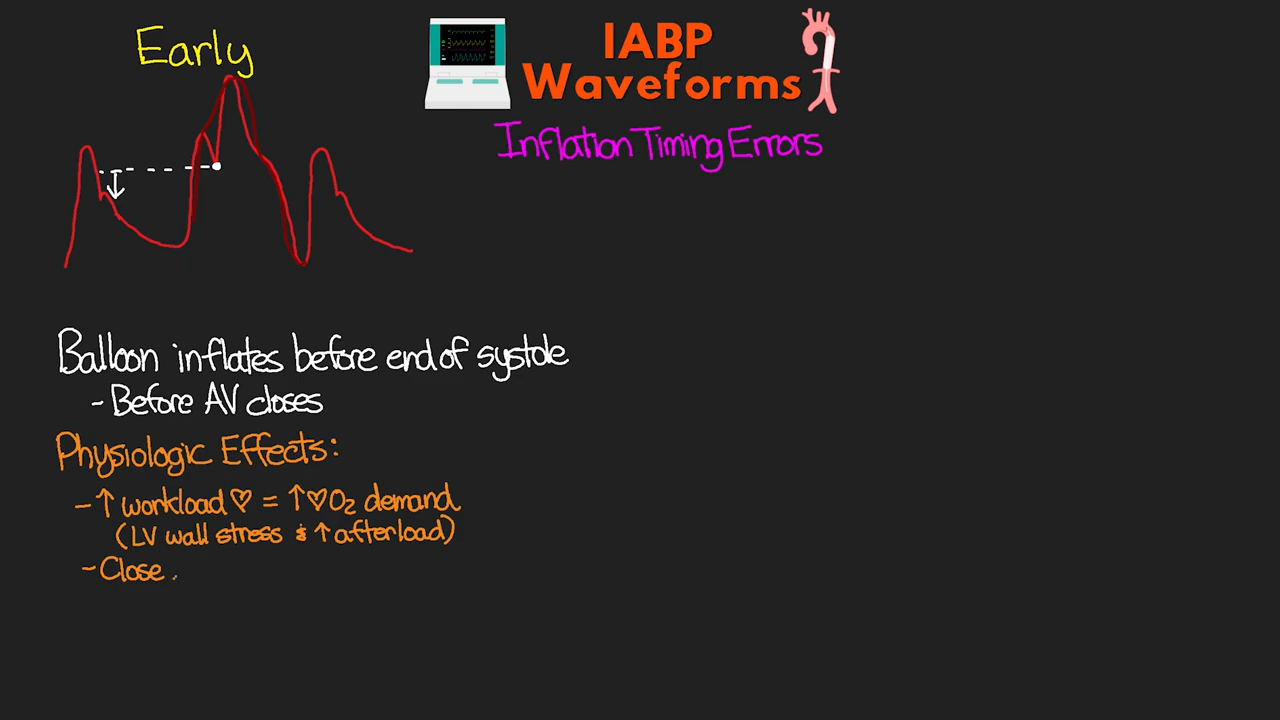 Early
IABP
Waveforms
Inflation Timing Errors
Balloon inflates before end of systole
- Before AV closes
Physiologic Effects:
- ↑ workload ♡ = ↑ ♡ O₂ demand
(LV wall stress & ↑ afterload)
- Close